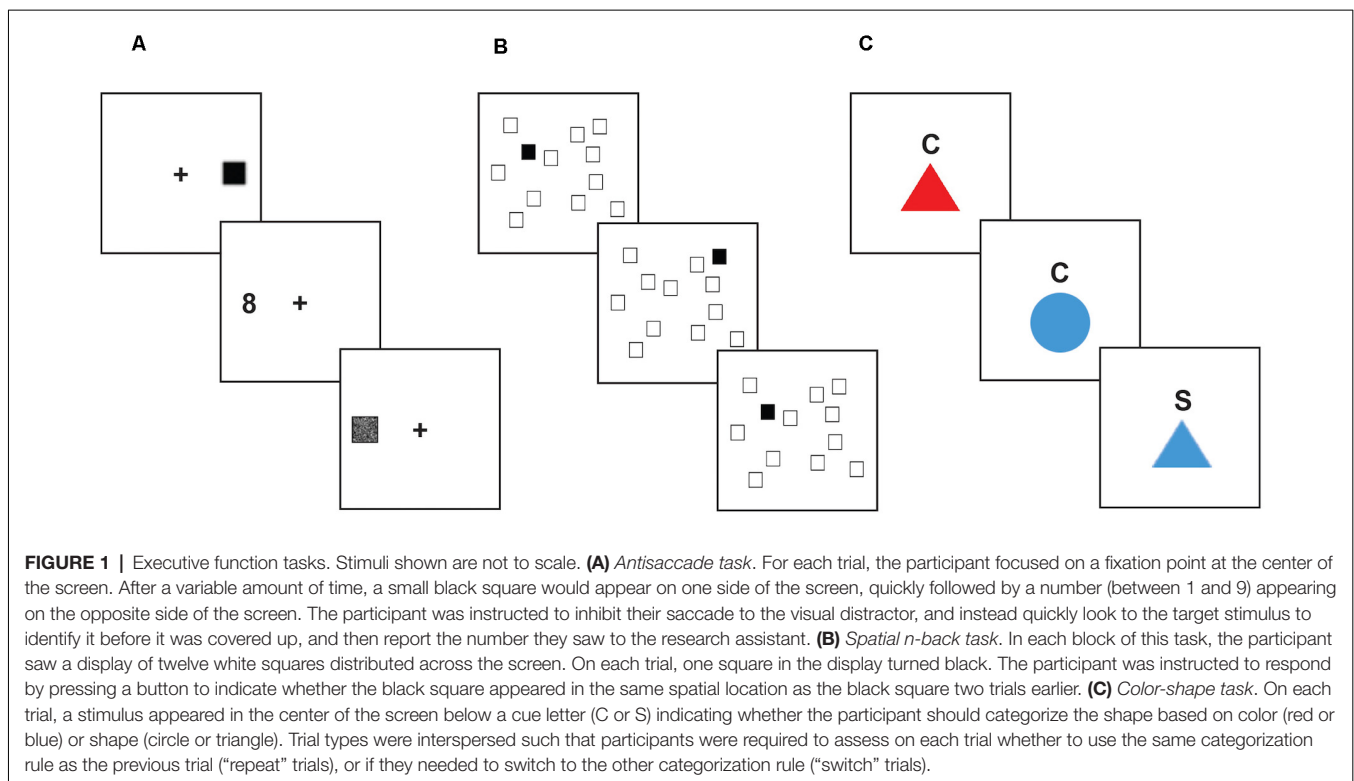 A
B
C
+
8 +
+
C
C
S
FIGURE 1 | Executive function tasks. Stimuli shown are not to scale. (A) Antisaccade task. For each trial, the participant focused on a fixation point at the center of
the screen. After a variable amount of time, a small black square would appear on one side of the screen, quickly followed by a number (between 1 and 9) appearing
on the opposite side of the screen. The participant was instructed to inhibit their saccade to the visual distractor, and instead quickly look to the target stimulus to
identify it before it was covered up, and then report the number they saw to the research assistant. (B) Spatial n-back task. In each block of this task, the participant
saw a display of twelve white squares distributed across the screen. On each trial, one square in the display turned black. The participant was instructed to respond
by pressing a button to indicate whether the black square appeared in the same spatial location as the black square two trials earlier. (C) Color-shape task. On each
trial, a stimulus appeared in the center of the screen below a cue letter (C or S) indicating whether the participant should categorize the shape based on color (red or
blue) or shape (circle or triangle). Trial types were interspersed such that participants were required to assess on each trial whether to use the same categorization
rule as the previous trial (“repeat” trials), or if they needed to switch to the other categorization rule (“switch” trials).